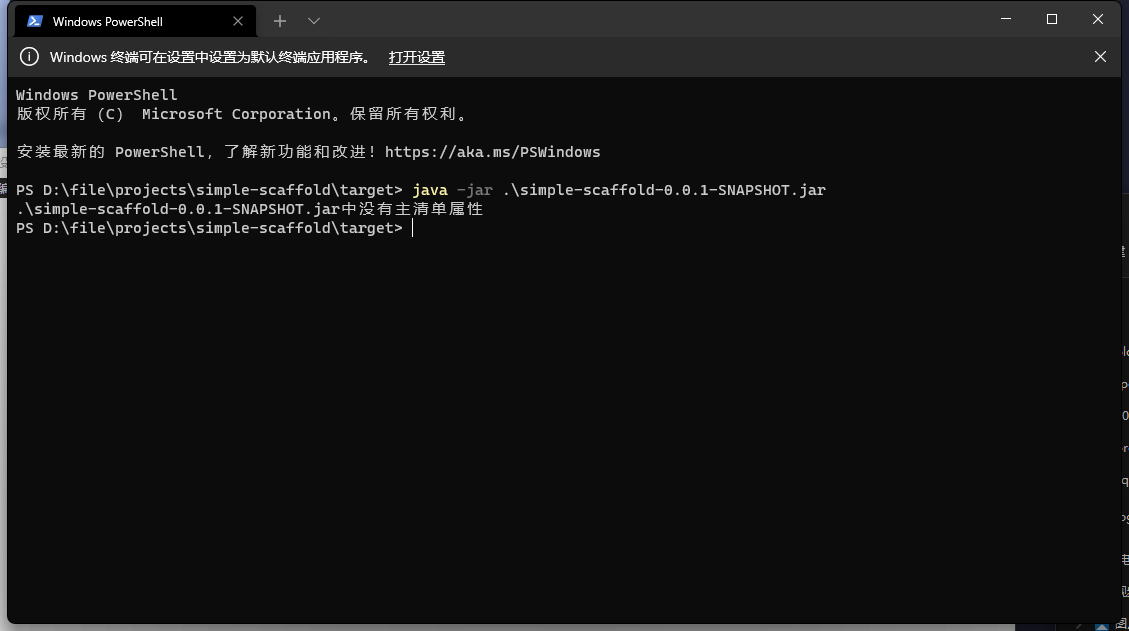 Windows PowerShell
Windows 终端可在设置中设置为默认终端应用程序。 打开设置
Windows PowerShell
版权所有 (C) Microsoft Corporation。保留所有权利。
安装最新的 PowerShell，了解新功能和改进！https://aka.ms/PSWindows
PS D:\file\projects\simple-scaffold\target> java -jar .\simple-scaffold-0.0.1-SNAPSHOT.jar
.\simple-scaffold-0.0.1-SNAPSHOT.jar中没有主清单属性
PS D:\file\projects\simple-scaffold\target>